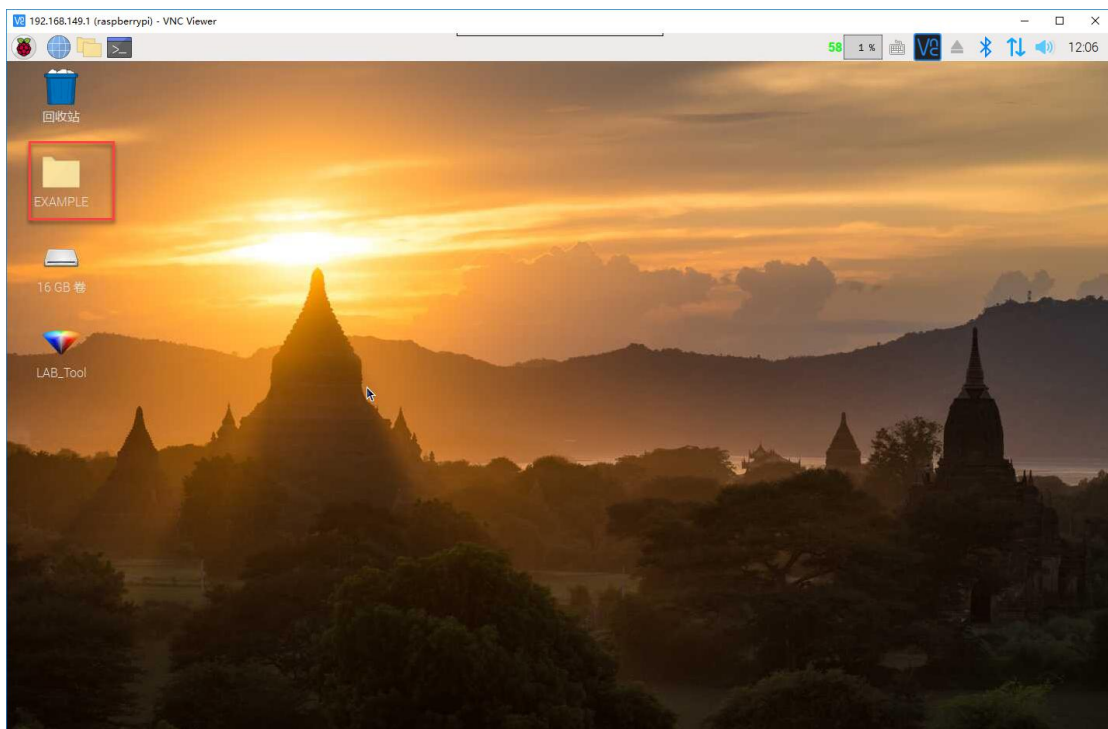 192.168.149.1 (raspberrypi) - VNC Viewer
58 1 % 12:06
回收站
EXAMPLE
16 GB 卷
LAB_Tool